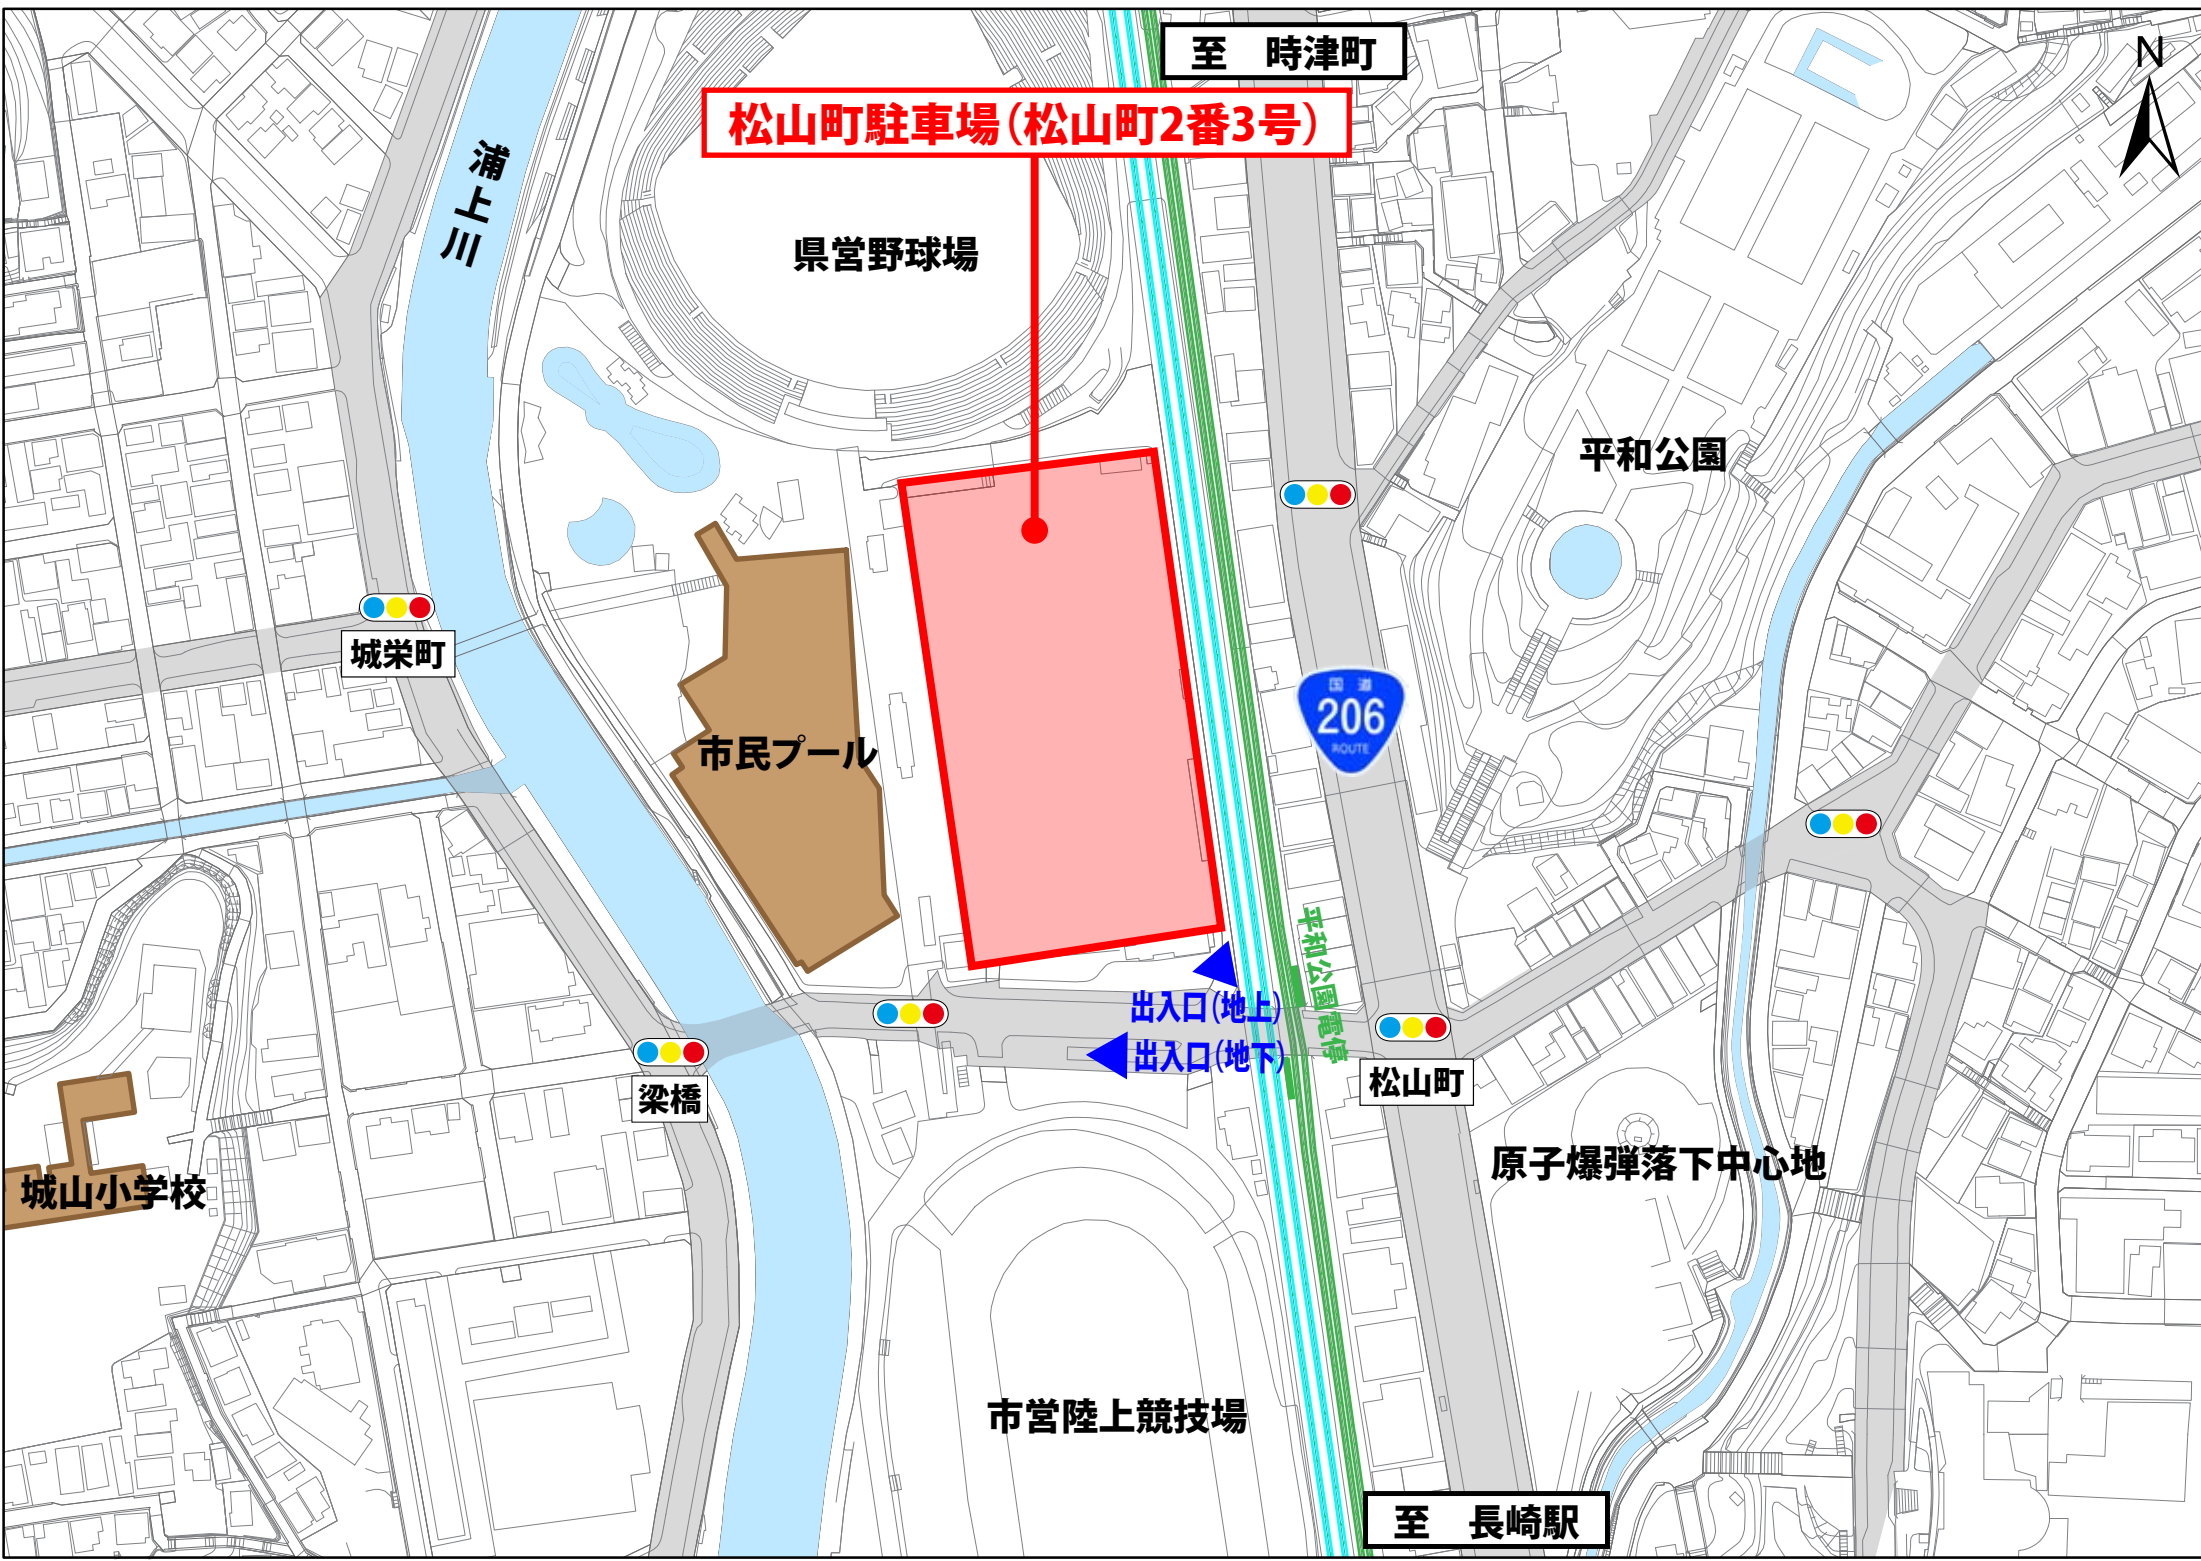 至　時津町
N
松山町駐車場(松山町2番3号)
浦上川
県営野球場
平和公園
城栄町
国道
206
ROUTE
市民プール
平和公園電停
出入口(地上)
出入口(地下)
松山町
梁橋
原子爆弾落下中心地
城山小学校
市営陸上競技場
至　長崎駅